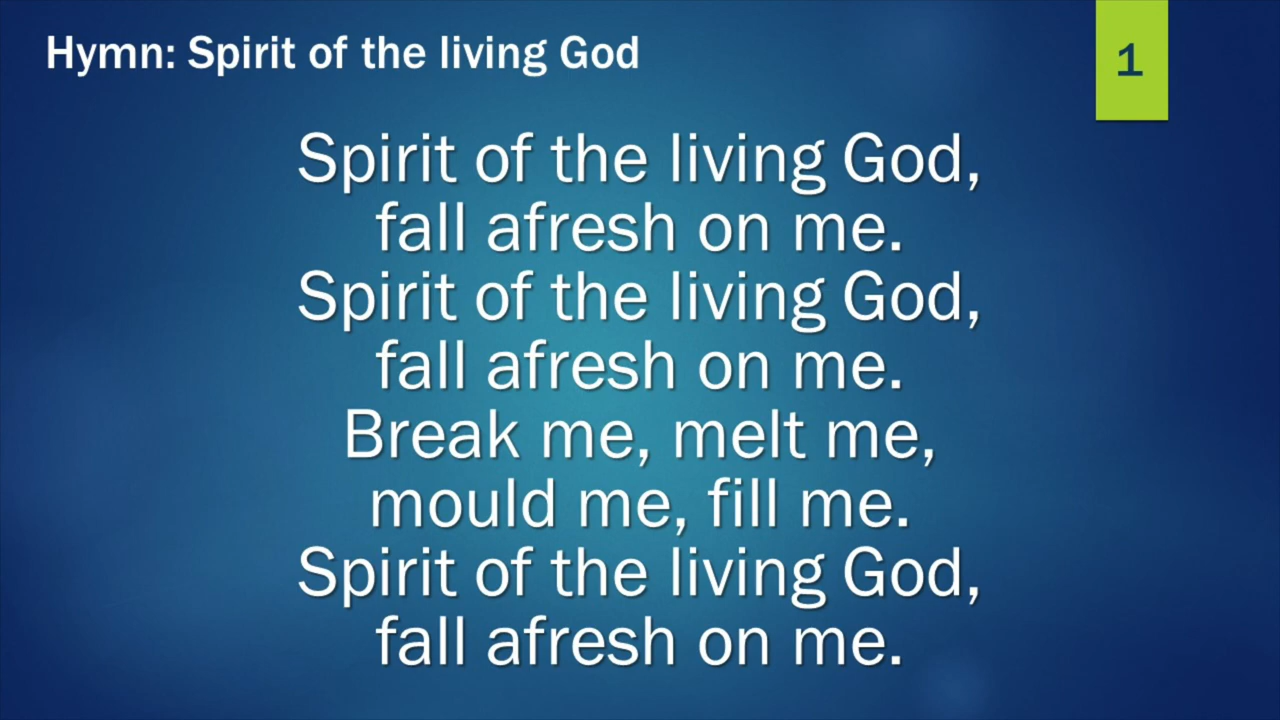 Hymn: Spirit of the living God
1
Spirit of the living God,
fall afresh on me.
Spirit of the living God,
fall afresh on me.
Break me, melt me,
mould me, fill me.
Spirit of the living God,
fall afresh on me.